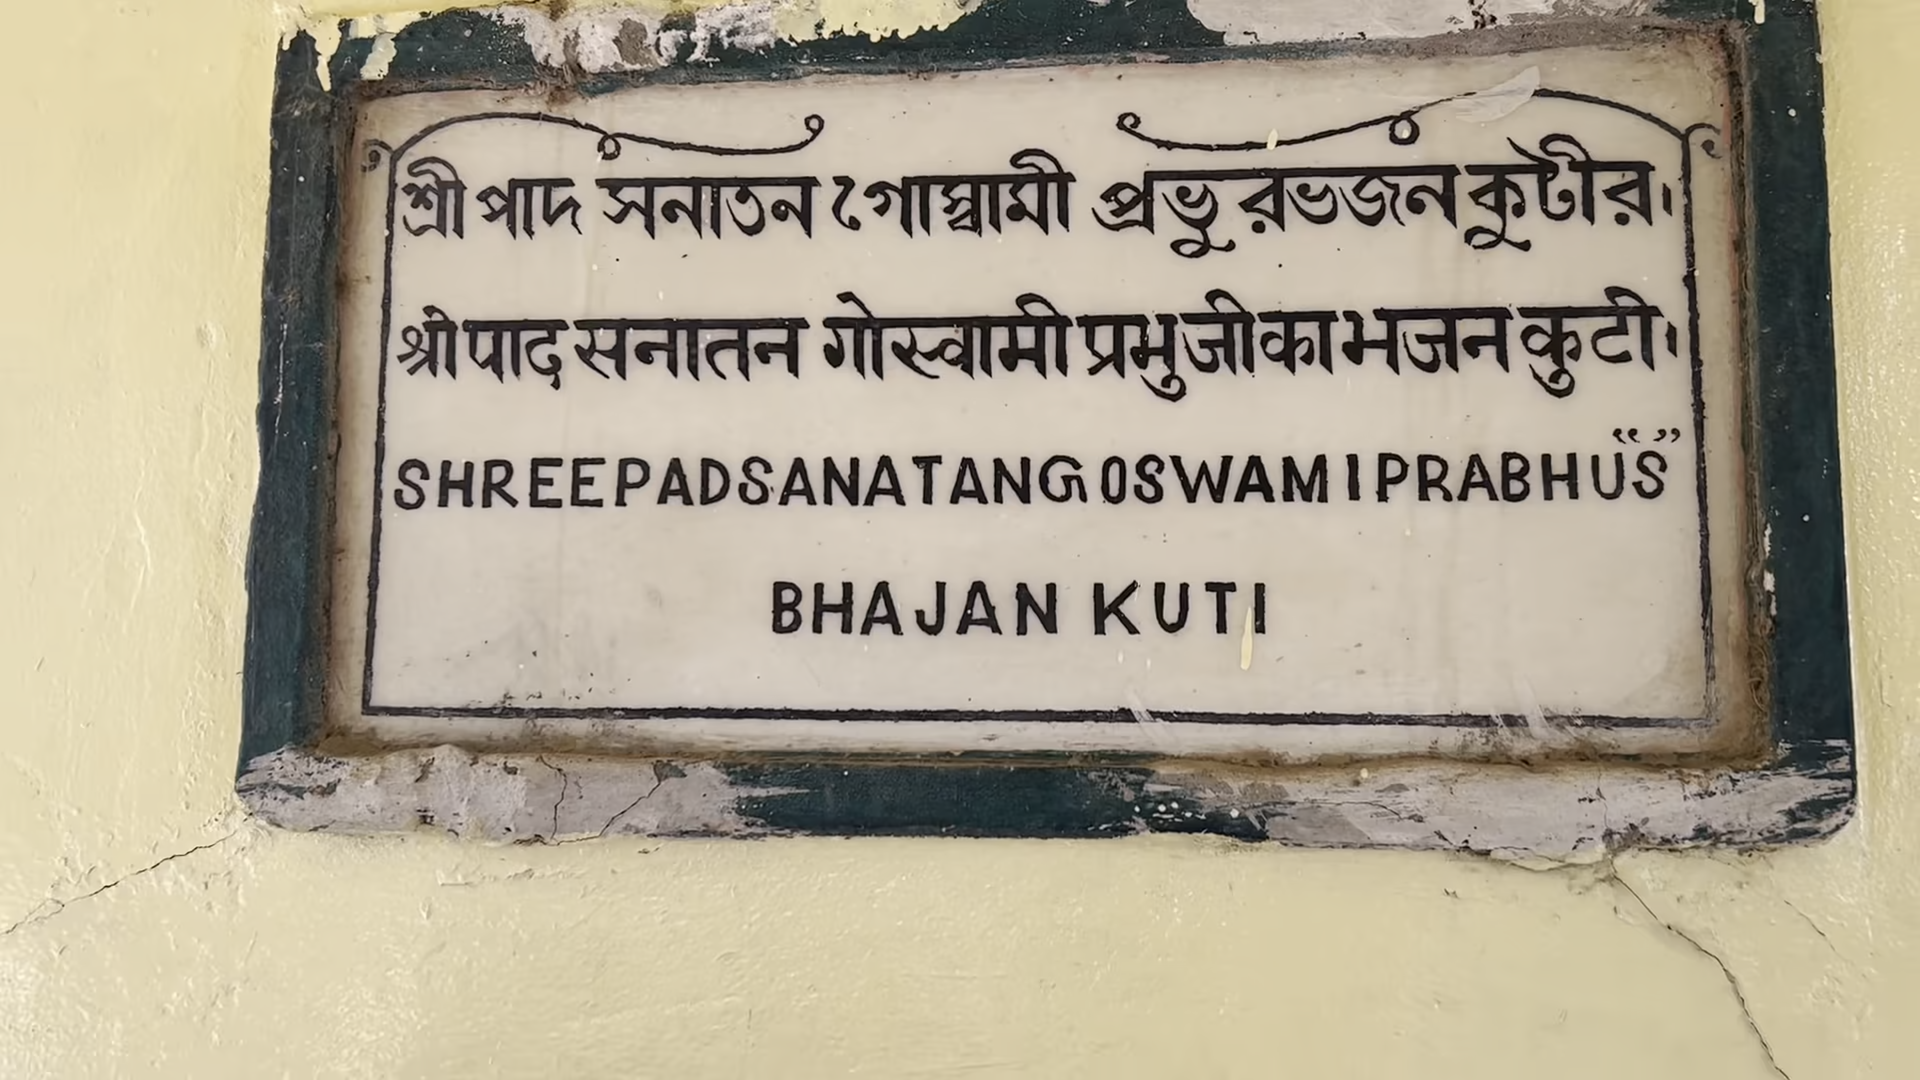 শ্রীপাদ সনাতন গোস্বামী প্রভুর ভজন কুটীর।
श्रीपाद सनातन गोस्वामी प्रभुजी का भजन कुटी।
SHREEPAD SANATAN GOSWAMI PRABHU“S”
BHAJAN KUTI